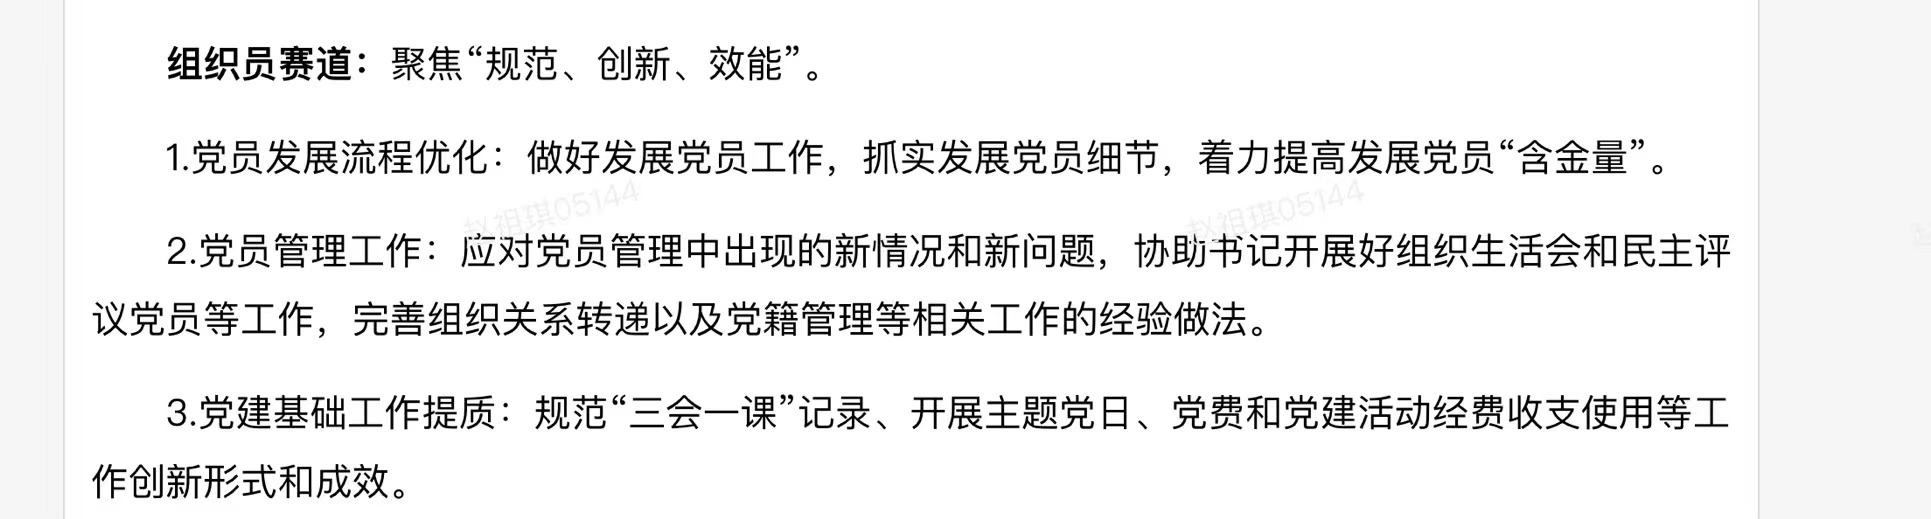 组织员赛道：聚焦“规范、创新、效能”。
1.党员发展流程优化：做好发展党员工作，抓实发展党员细节，着力提高发展党员“含金量”。
赵祖琪05144
赵祖琪05144
2.党员管理工作：应对党员管理中出现的新情况和新问题，协助书记开展好组织生活会和民主评
议党员等工作，完善组织关系转递以及党籍管理等相关工作的经验做法。
3.党建基础工作提质：规范“三会一课”记录、开展主题党日、党费和党建活动经费收支使用等工
作创新形式和成效。